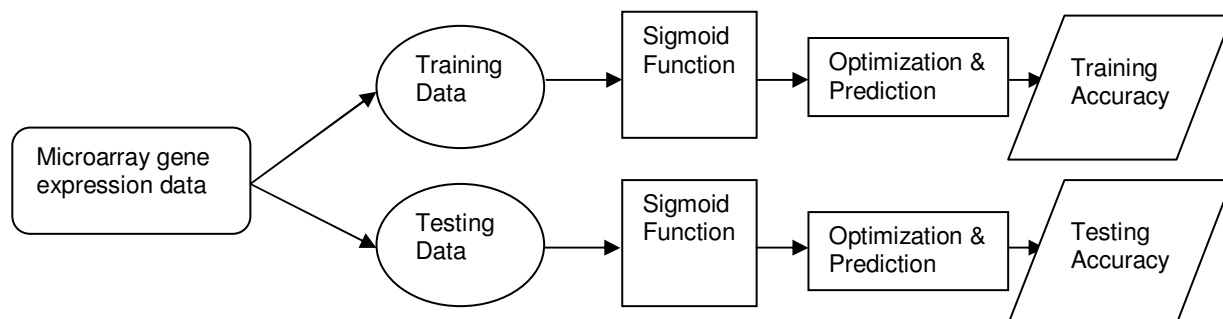 Microarray gene
expression data
Training
Data
Sigmoid
Function
Optimization &
Prediction
Training
Accuracy
Testing
Data
Sigmoid
Function
Optimization &
Prediction
Testing
Accuracy